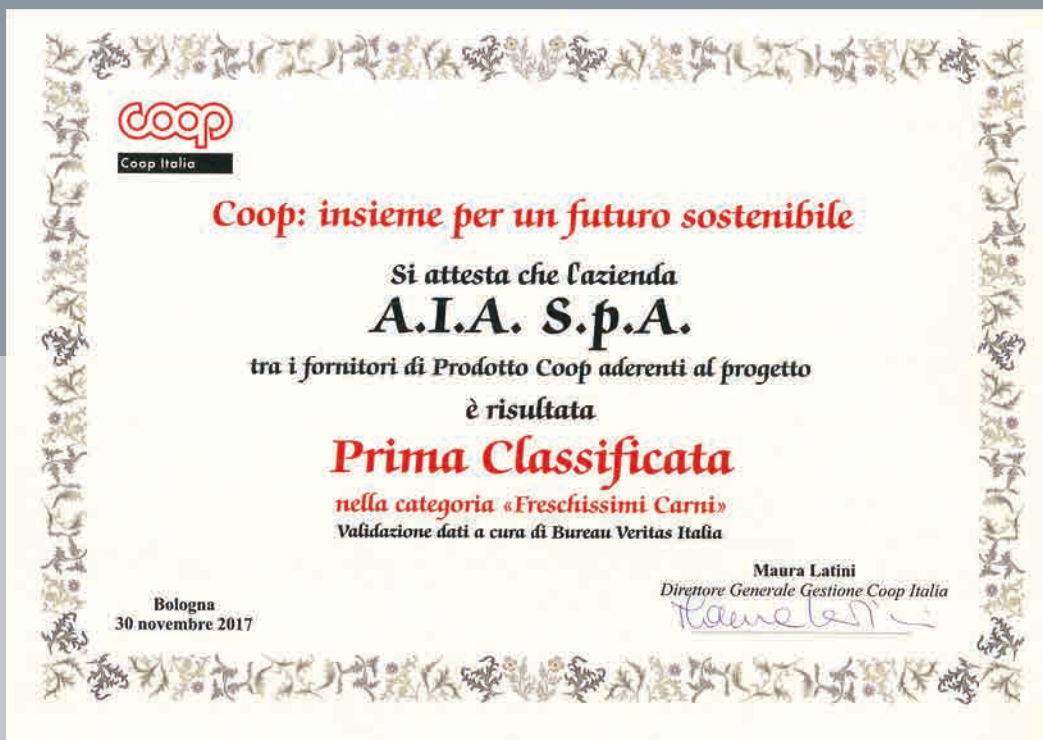 coop
Coop Italia
Coop: insieme per un futuro sostenibile
Si attesta che l'azienda
A.I.A. S.p.A.
tra i fornitori di Prodotto Coop aderenti al progetto
è risultata
Prima Classificata
nella categoria «Freschissimi Carni»
Validazione dati a cura di Bureau Veritas Italia
Maura Latini
Direttore Generale Gestione Coop Italia
Maura Latini
Bologna
30 novembre 2017